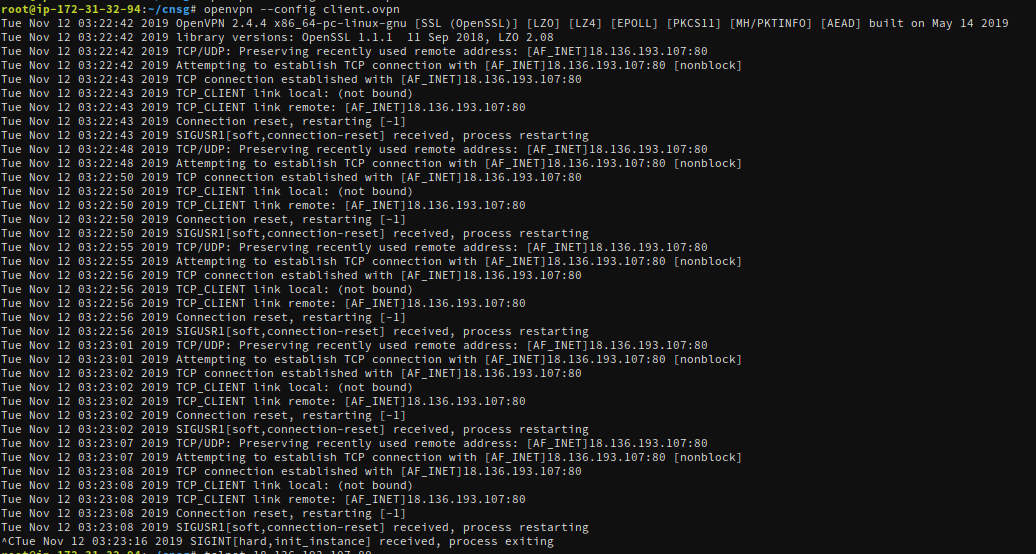 root@ip-172-31-32-94:~/cnsg# openvpn --config client.ovpn
Tue Nov 12 03:22:42 2019 OpenVPN 2.4.4 x86_64-pc-linux-gnu [SSL (OpenSSL)] [LZO] [LZ4] [EPOLL] [PKCS11] [MH/PKTINFO] [AEAD] built on May 14 2019
Tue Nov 12 03:22:42 2019 library versions: OpenSSL 1.1.1  11 Sep 2018, LZO 2.08
Tue Nov 12 03:22:42 2019 TCP/UDP: Preserving recently used remote address: [AF_INET]18.136.193.107:80
Tue Nov 12 03:22:42 2019 Attempting to establish TCP connection with [AF_INET]18.136.193.107:80 [nonblock]
Tue Nov 12 03:22:43 2019 TCP connection established with [AF_INET]18.136.193.107:80
Tue Nov 12 03:22:43 2019 TCP_CLIENT link local: (not bound)
Tue Nov 12 03:22:43 2019 TCP_CLIENT link remote: [AF_INET]18.136.193.107:80
Tue Nov 12 03:22:43 2019 Connection reset, restarting [-1]
Tue Nov 12 03:22:43 2019 SIGUSR1[soft,connection-reset] received, process restarting
Tue Nov 12 03:22:48 2019 TCP/UDP: Preserving recently used remote address: [AF_INET]18.136.193.107:80
Tue Nov 12 03:22:48 2019 Attempting to establish TCP connection with [AF_INET]18.136.193.107:80 [nonblock]
Tue Nov 12 03:22:50 2019 TCP connection established with [AF_INET]18.136.193.107:80
Tue Nov 12 03:22:50 2019 TCP_CLIENT link local: (not bound)
Tue Nov 12 03:22:50 2019 TCP_CLIENT link remote: [AF_INET]18.136.193.107:80
Tue Nov 12 03:22:50 2019 Connection reset, restarting [-1]
Tue Nov 12 03:22:50 2019 SIGUSR1[soft,connection-reset] received, process restarting
Tue Nov 12 03:22:55 2019 TCP/UDP: Preserving recently used remote address: [AF_INET]18.136.193.107:80
Tue Nov 12 03:22:55 2019 Attempting to establish TCP connection with [AF_INET]18.136.193.107:80 [nonblock]
Tue Nov 12 03:22:56 2019 TCP connection established with [AF_INET]18.136.193.107:80
Tue Nov 12 03:22:56 2019 TCP_CLIENT link local: (not bound)
Tue Nov 12 03:22:56 2019 TCP_CLIENT link remote: [AF_INET]18.136.193.107:80
Tue Nov 12 03:22:56 2019 Connection reset, restarting [-1]
Tue Nov 12 03:22:56 2019 SIGUSR1[soft,connection-reset] received, process restarting
Tue Nov 12 03:23:01 2019 TCP/UDP: Preserving recently used remote address: [AF_INET]18.136.193.107:80
Tue Nov 12 03:23:01 2019 Attempting to establish TCP connection with [AF_INET]18.136.193.107:80 [nonblock]
Tue Nov 12 03:23:02 2019 TCP connection established with [AF_INET]18.136.193.107:80
Tue Nov 12 03:23:02 2019 TCP_CLIENT link local: (not bound)
Tue Nov 12 03:23:02 2019 TCP_CLIENT link remote: [AF_INET]18.136.193.107:80
Tue Nov 12 03:23:02 2019 Connection reset, restarting [-1]
Tue Nov 12 03:23:02 2019 SIGUSR1[soft,connection-reset] received, process restarting
Tue Nov 12 03:23:07 2019 TCP/UDP: Preserving recently used remote address: [AF_INET]18.136.193.107:80
Tue Nov 12 03:23:07 2019 Attempting to establish TCP connection with [AF_INET]18.136.193.107:80 [nonblock]
Tue Nov 12 03:23:08 2019 TCP connection established with [AF_INET]18.136.193.107:80
Tue Nov 12 03:23:08 2019 TCP_CLIENT link local: (not bound)
Tue Nov 12 03:23:08 2019 TCP_CLIENT link remote: [AF_INET]18.136.193.107:80
Tue Nov 12 03:23:08 2019 Connection reset, restarting [-1]
Tue Nov 12 03:23:08 2019 SIGUSR1[soft,connection-reset] received, process restarting
^CTue Nov 12 03:23:16 2019 SIGINT[hard,init_instance] received, process exiting